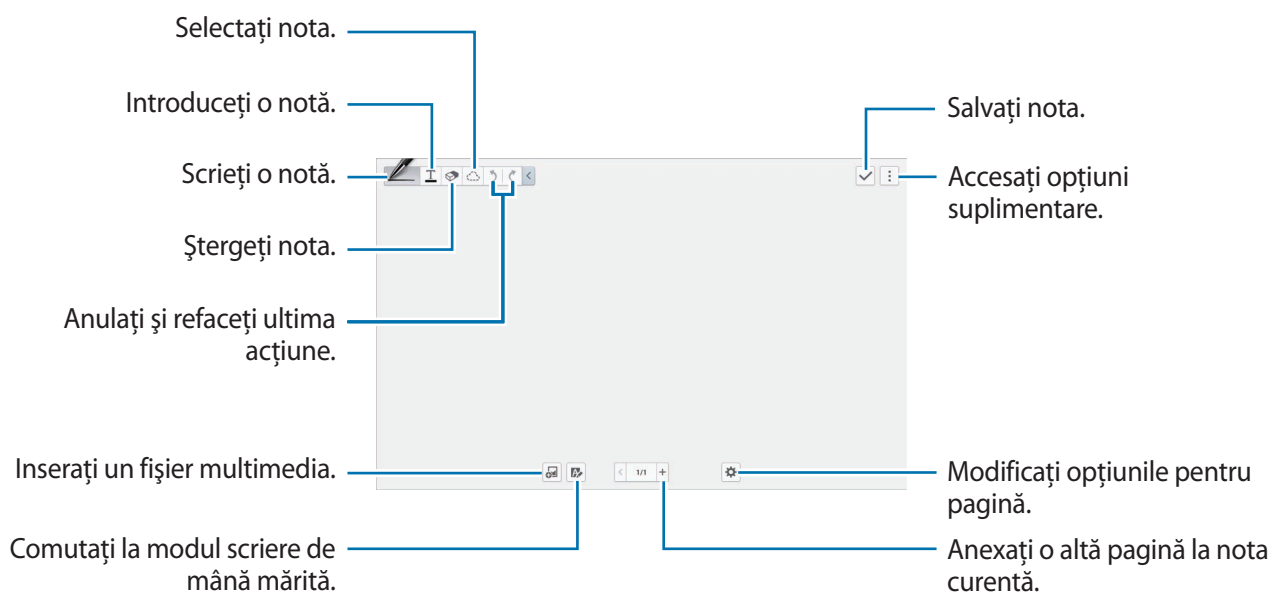 Selectați nota.
Introduceți o notă.
Scrieți o notă.
Ştergeți nota.
Anulați şi refaceți ultima
acțiune.
Inserați un fişier multimedia.
Comutați la modul scriere de
mână mărită.
1/1
Salvați nota.
Accesați opțiuni
suplimentare.
Modificați opțiunile pentru
pagină.
Anexați o altă pagină la nota
curentă.